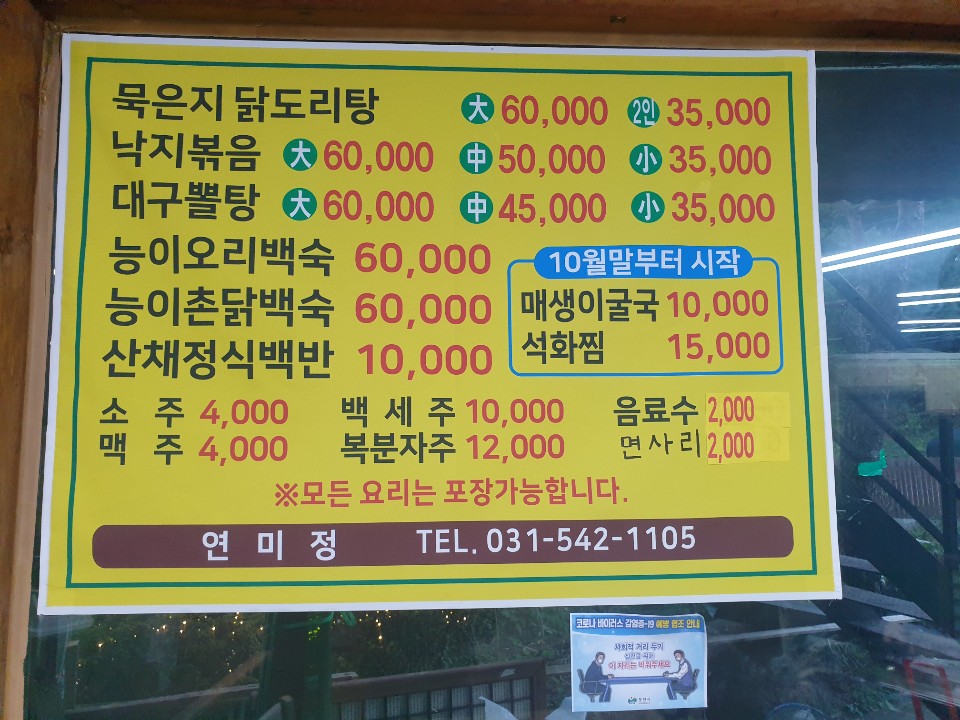 묵은지 닭도리탕 大 60,000 2인 35,000
낙지볶음 大 60,000 中 50,000 小 35,000
대구뽈탕 大 60,000 中 45,000 小 35,000
능이오리백숙 60,000
능이촌닭백숙 60,000
산채정식백반 10,000
10월말부터 시작
매생이굴국 10,000
석화찜 15,000
소 주 4,000 백 세 주 10,000 음료수 2,000
맥 주 4,000 복분자주 12,000 면사리 2,000
※모든 요리는 포장가능합니다.
연 미 정 TEL. 031-542-1105
코로나 바이러스 감염증-19 예방 협조 안내
사회적 거리 두기
이 자리는 비워주세요